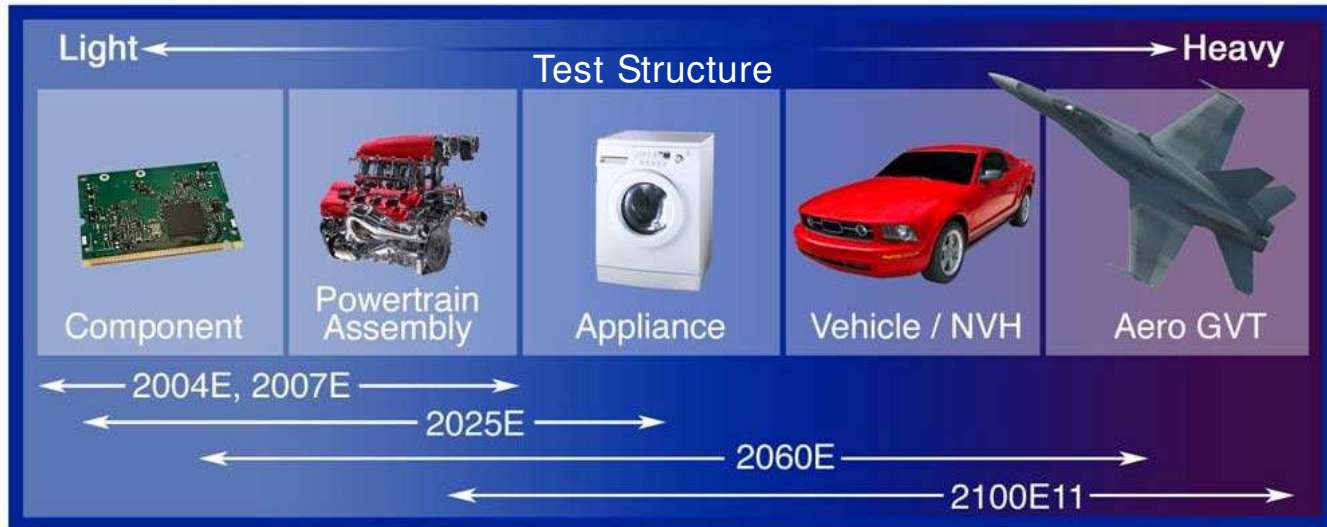 Light
Heavy
Test Structure
Component
Powertrain
Assembly
Appliance
Vehicle / NVH
Aero GVT
2004E, 2007E
2025E
2060E
2100E11